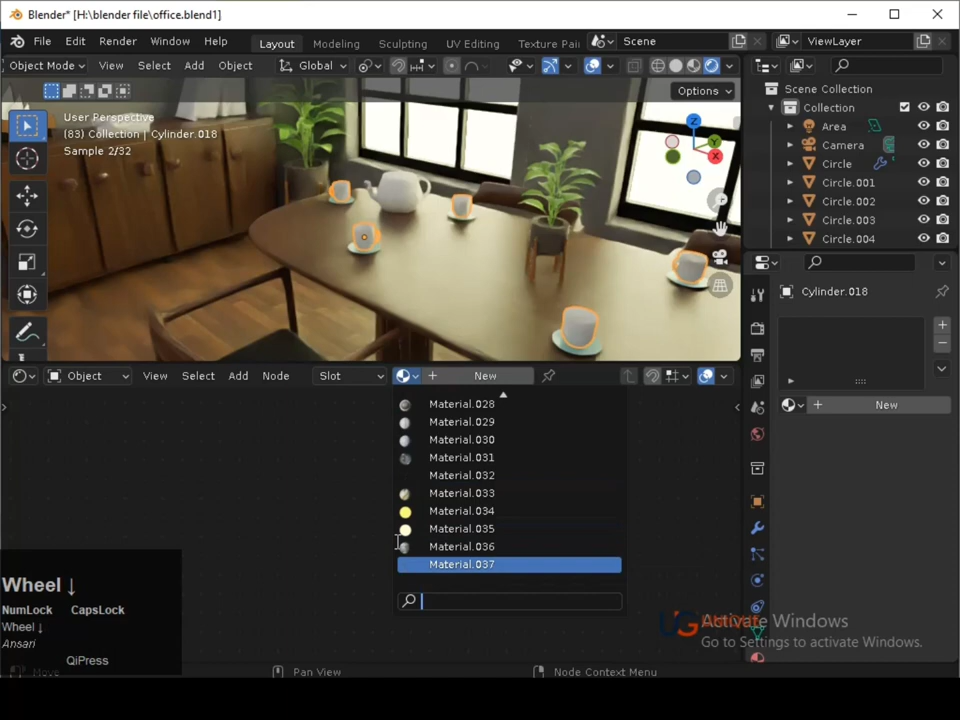 Blender* [H:\blender file\office.blend1]
File Edit Render Window Help Layout Modeling Sculpting UV Editing Texture Pai Scene ViewLayer
Object Mode View Select Add Object Global
Options
User Perspective
(83) Collection | Cylinder.018
Sample 2/32
Z
Y
X
Scene Collection
Collection
Area
Camera
Circle
Circle.001
Circle.002
Circle.003
Circle.004
Cylinder.018
New
Object View Select Add Node Slot New
Material.028
Material.029
Material.030
Material.031
Material.032
Material.033
Material.034
Material.035
Material.036
Material.037
Wheel ↓
NumLock CapsLock
Wheel ↓
Ansari
QiPress
UG
Activate Windows
Go to Settings to activate Windows.
Move Pan View Node Context Menu